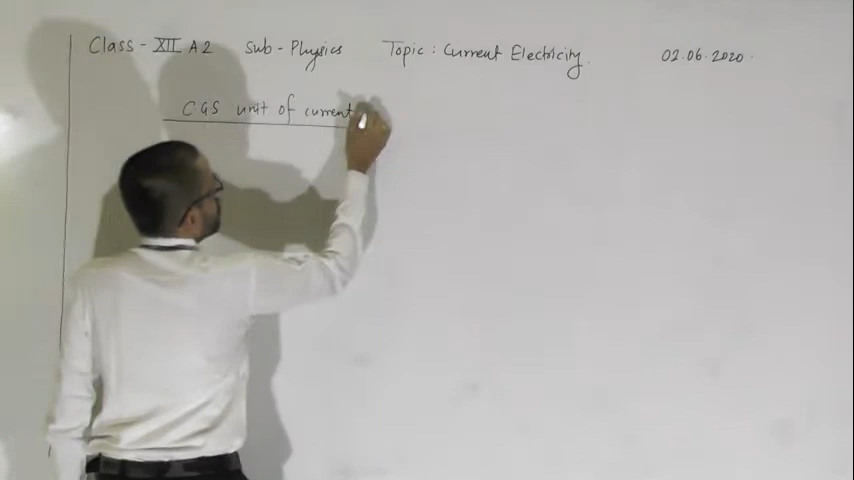 Class - XII A2 Sub - Physics Topic : Current Electricity. 02.06.2020.
CGS unit of current